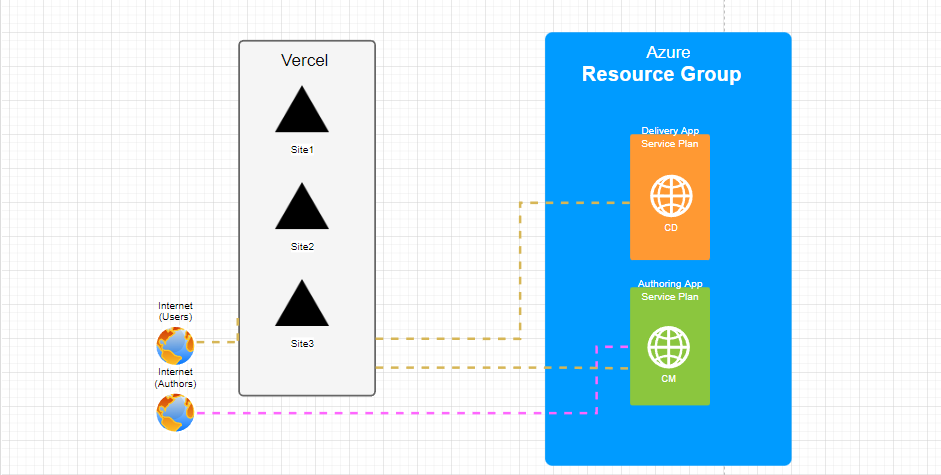 Vercel
Site1
Site2
Site3
Internet
(Users)
Internet
(Authors)
Azure
Resource Group
Delivery App
Service Plan
CD
Authoring App
Service Plan
CM